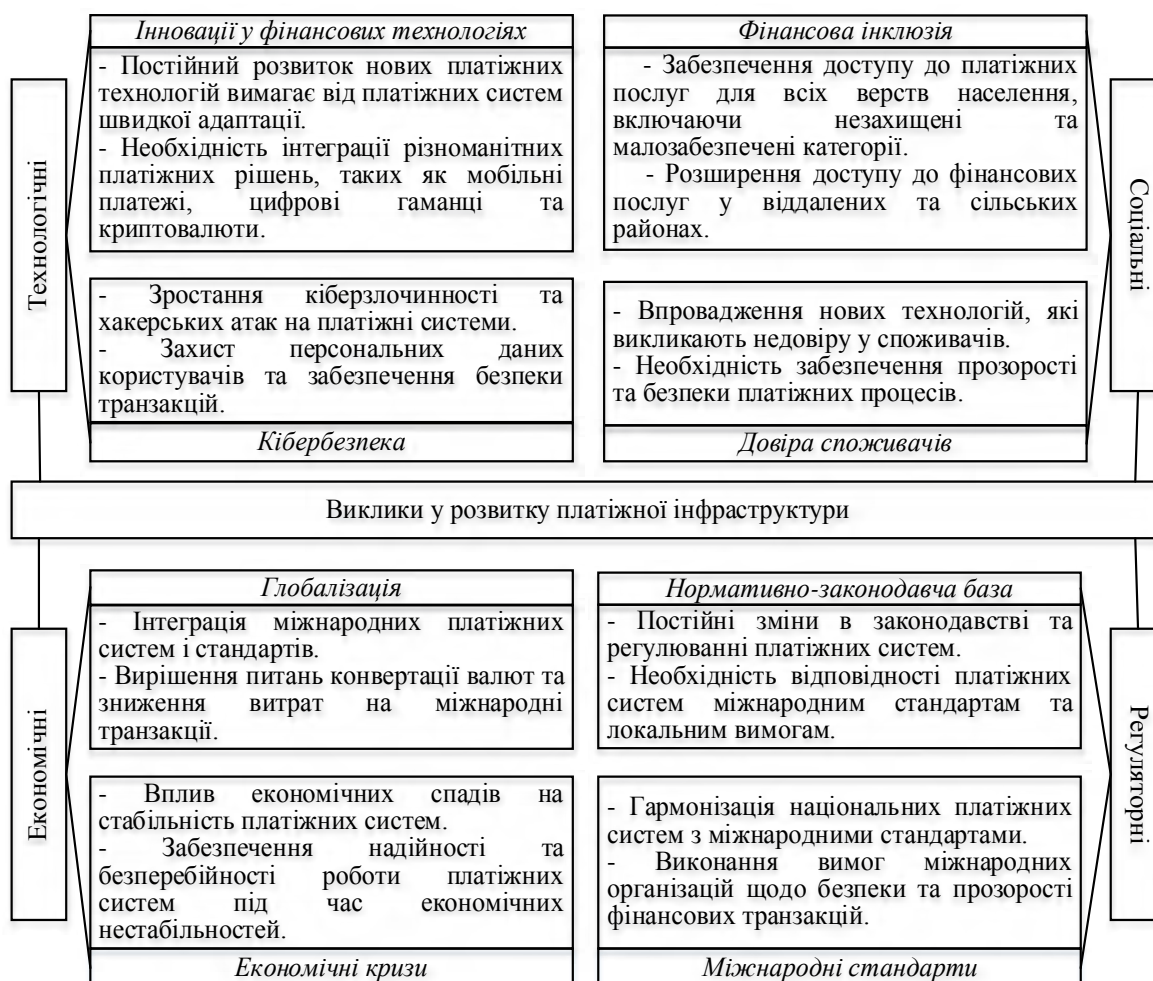 Технологічні
Інновації у фінансових технологіях
- Постійний розвиток нових платіжних
технологій вимагає від платіжних систем
швидкої адаптації.
- Необхідність інтеграції різноманітних
платіжних рішень, таких як мобільні
платежі, цифрові гаманці та
криптовалюти.
- Зростання кіберзлочинності та
хакерських атак на платіжні системи.
- Захист персональних даних
користувачів та забезпечення безпеки
транзакцій.
Кібербезпека
Фінансова інклюзія
- Забезпечення доступу до платіжних
послуг для всіх верств населення,
включаючи незахищені та
малозабезпечені категорії.
- Розширення доступу до фінансових
послуг у віддалених та сільських
районах.
- Впровадження нових технологій, які
викликають недовіру у споживачів.
- Необхідність забезпечення прозорості
та безпеки платіжних процесів.
Довіра споживачів
Соціальні
Виклики у розвитку платіжної інфраструктури
Економічні
Глобалізація
- Інтеграція міжнародних платіжних
систем і стандартів.
- Вирішення питань конвертації валют та
зниження витрат на міжнародні
транзакції.
- Вплив економічних спадів на
стабільність платіжних систем.
- Забезпечення надійності та
безперебійності роботи платіжних
систем під час економічних
нестабільностей.
Економічні кризи
Нормативно-законодавча база
- Постійні зміни в законодавстві та
регулюванні платіжних систем.
- Необхідність відповідності платіжних
систем міжнародним стандартам та
локальним вимогам.
- Гармонізація національних платіжних
систем з міжнародними стандартами.
- Виконання вимог міжнародних
організацій щодо безпеки та прозорості
фінансових транзакцій.
Міжнародні стандарти
Регуляторні